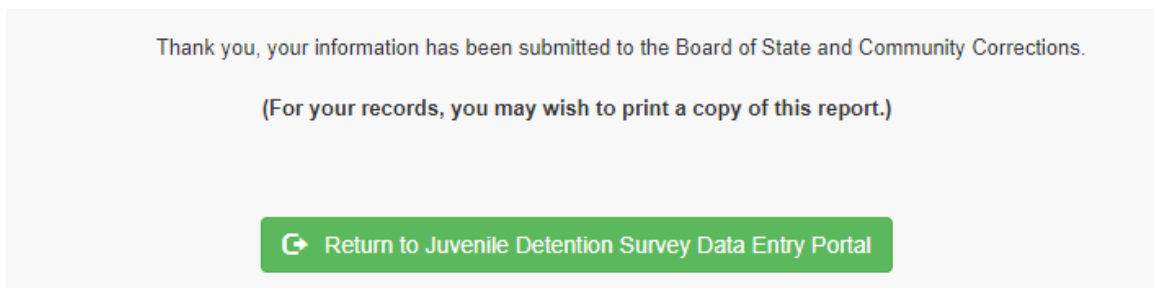 Thank you, your information has been submitted to the Board of State and Community Corrections.
(For your records, you may wish to print a copy of this report.)
Return to Juvenile Detention Survey Data Entry Portal